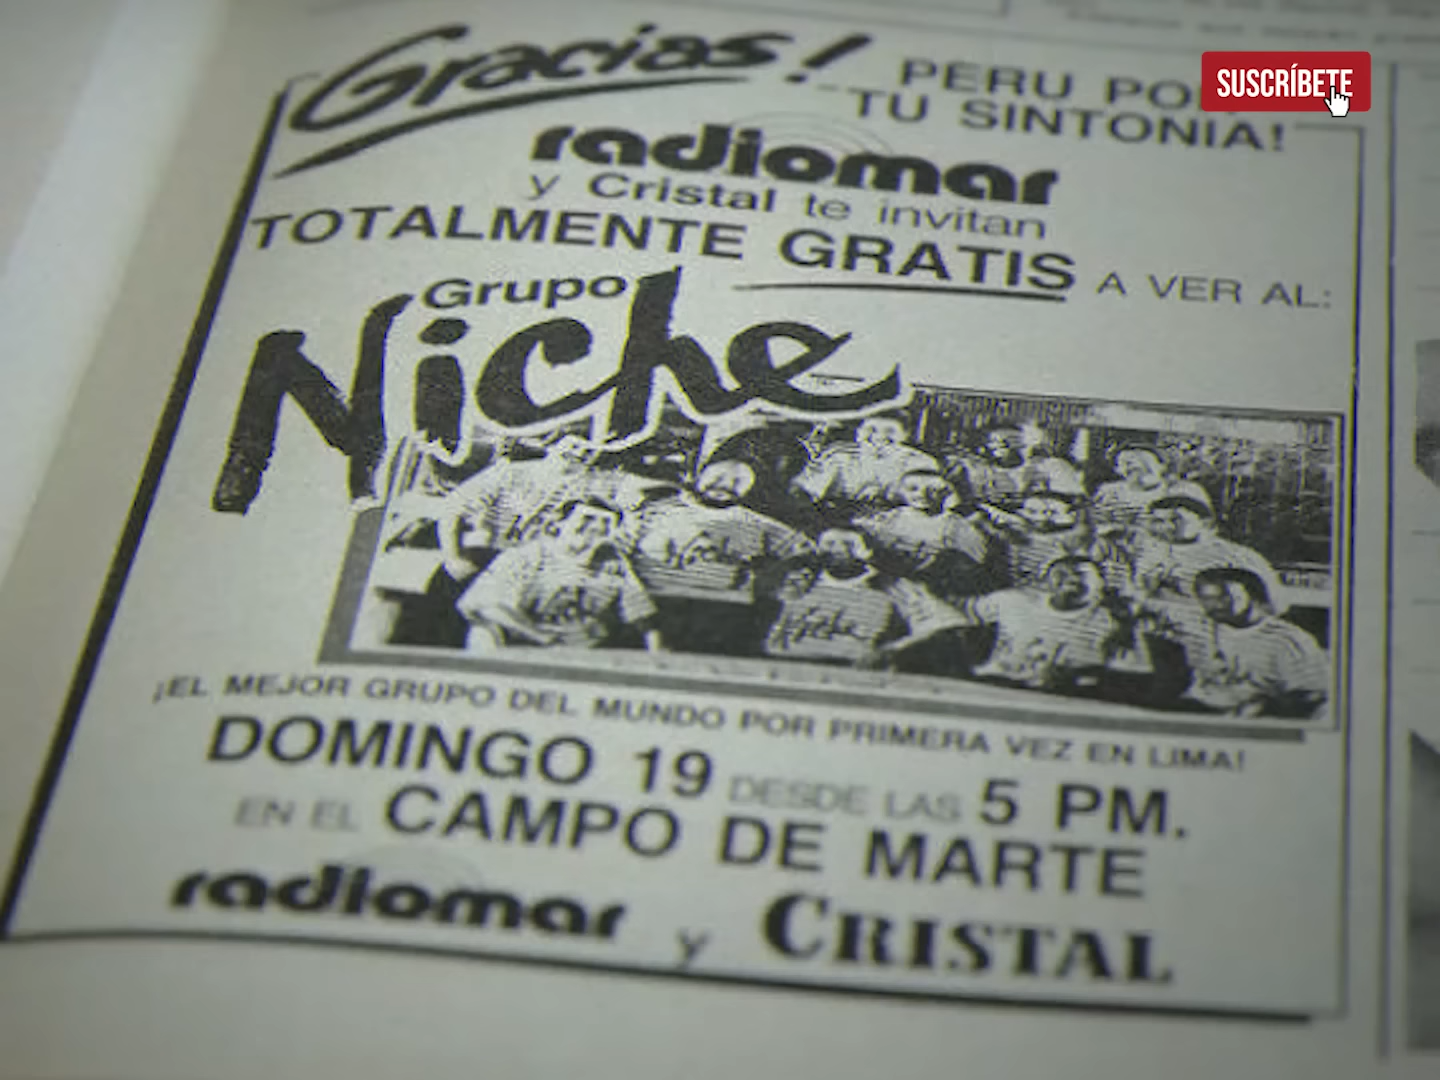 Gracias! PERU PO
TU SINTONIA!
SUSCRÍBETE
radiomar
y Cristal te invitan
TOTALMENTE GRATIS A VER AL:
Grupo
Niche
Niche
¡EL MEJOR GRUPO DEL MUNDO POR PRIMERA VEZ EN LIMA!
DOMINGO 19 DESDE LAS 5 PM.
EN EL CAMPO DE MARTE
radiomar y CRISTAL